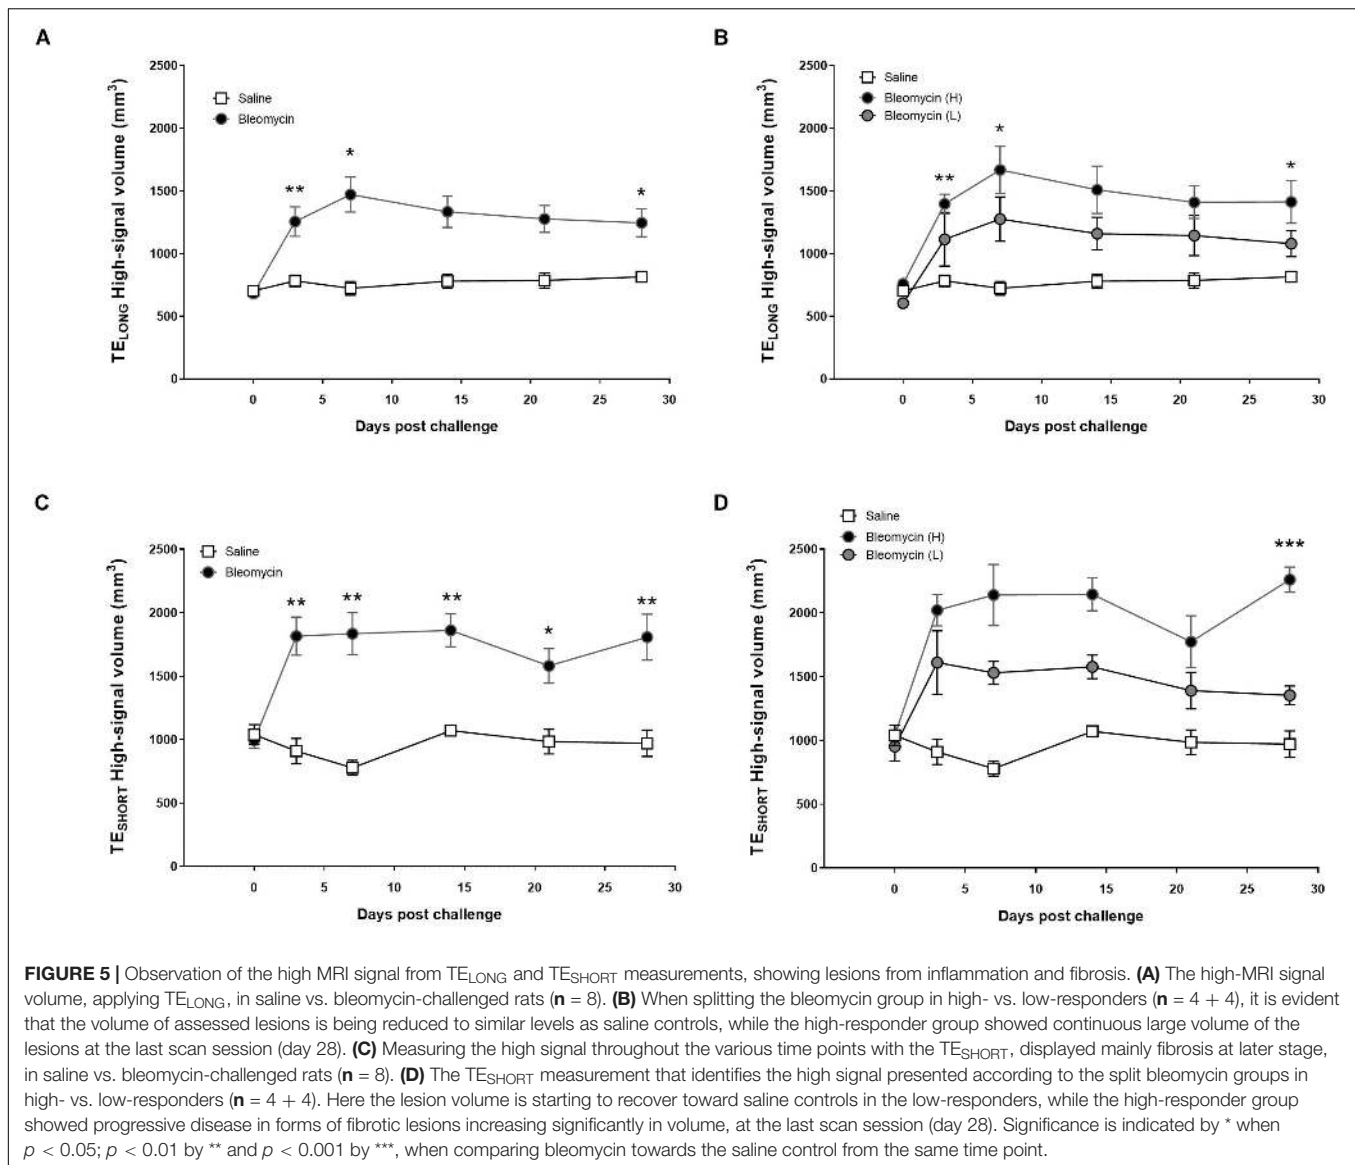 A
2500
2000
1500
1000
500
0
TELONG High-signal volume (mm3)
Saline
Bleomycin
**
*
*
0 5 10 15 20 25 30
Days post challenge
B
2500
2000
1500
1000
500
0
TELONG High-signal volume (mm3)
Saline
Bleomycin (H)
Bleomycin (L)
**
*
*
0 5 10 15 20 25 30
Days post challenge
C
2500
2000
1500
1000
500
0
TESHORT High-signal volume (mm3)
Saline
Bleomycin
**
**
**
*
**
0 5 10 15 20 25 30
Days post challenge
D
2500
2000
1500
1000
500
0
TESHORT High-signal volume (mm3)
Saline
Bleomycin (H)
Bleomycin (L)
***
0 5 10 15 20 25 30
Days post challenge
FIGURE 5 | Observation of the high MRI signal from TELONG and TESHORT measurements, showing lesions from inflammation and fibrosis. (A) The high-MRI signal
volume, applying TELONG, in saline vs. bleomycin-challenged rats (n = 8). (B) When splitting the bleomycin group in high- vs. low-responders (n = 4 + 4), it is evident
that the volume of assessed lesions is being reduced to similar levels as saline controls, while the high-responder group showed continuous large volume of the
lesions at the last scan session (day 28). (C) Measuring the high signal throughout the various time points with the TESHORT, displayed mainly fibrosis at later stage,
in saline vs. bleomycin-challenged rats (n = 8). (D) The TESHORT measurement that identifies the high signal presented according to the split bleomycin groups in
high- vs. low-responders (n = 4 + 4). Here the lesion volume is starting to recover toward saline controls in the low-responders, while the high-responder group
showed progressive disease in forms of fibrotic lesions increasing significantly in volume, at the last scan session (day 28). Significance is indicated by * when
p < 0.05; p < 0.01 by ** and p < 0.001 by ***, when comparing bleomycin towards the saline control from the same time point.